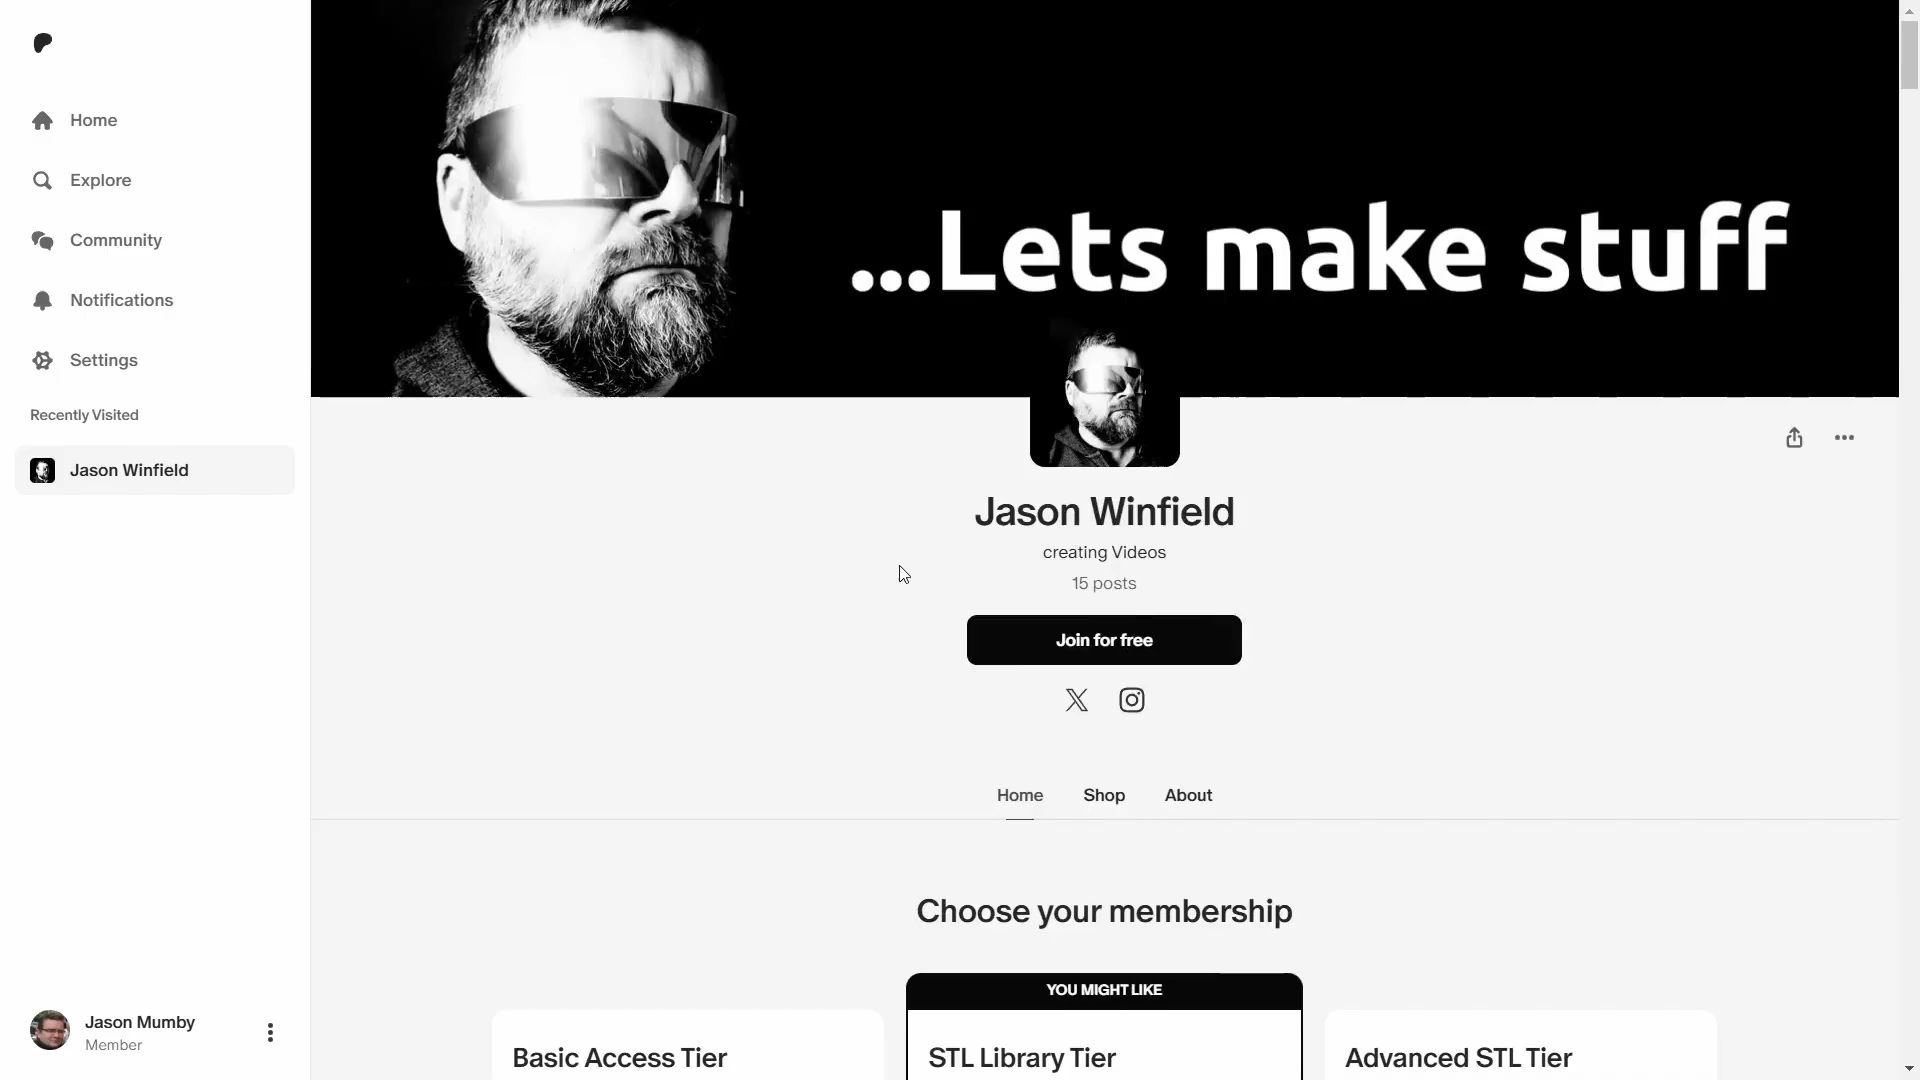 Home
Explore
Community
Notifications
Settings
Recently Visited
Jason Winfield
Jason Mumby
Member
...Lets make stuff
Jason Winfield
creating Videos
15 posts
Join for free
Home Shop About
Choose your membership
YOU MIGHT LIKE
Basic Access Tier
STL Library Tier
Advanced STL Tier